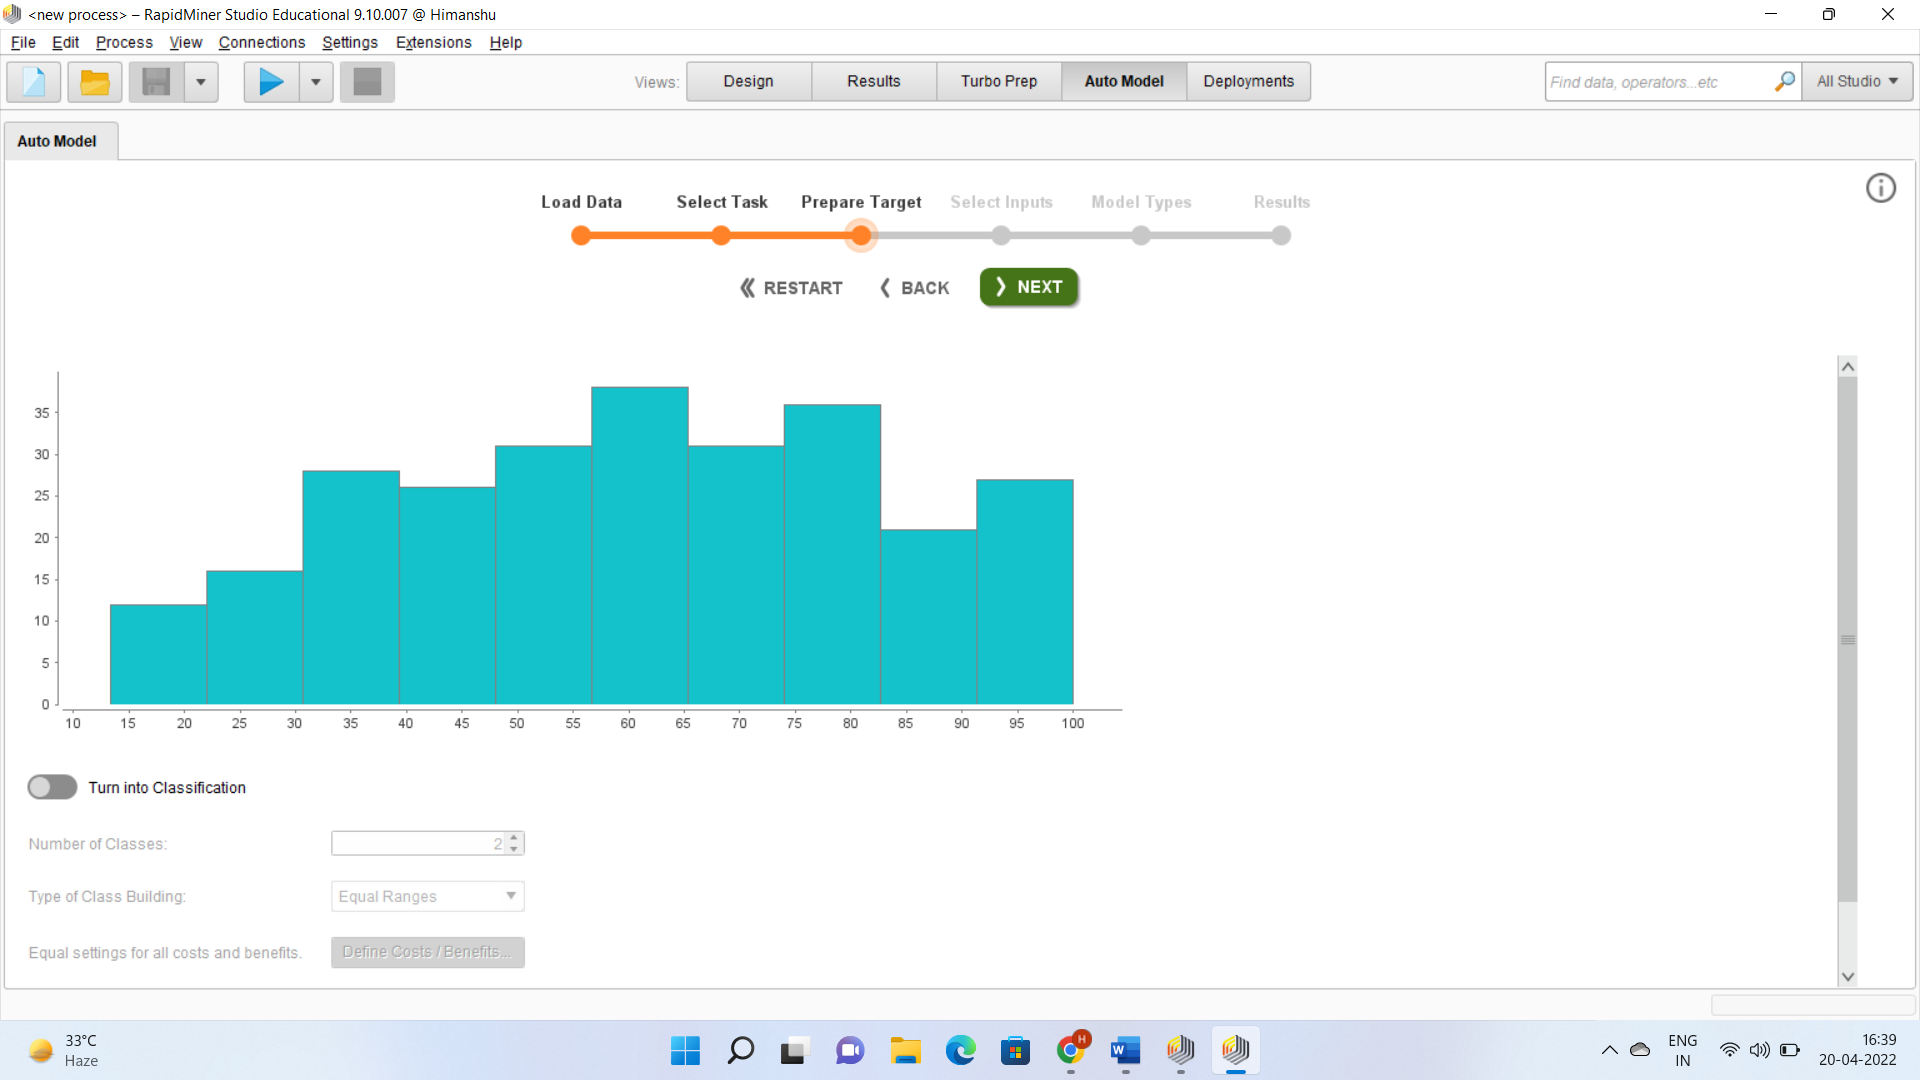 <new process> – RapidMiner Studio Educational 9.10.007 @ Himanshu
File Edit Process View Connections Settings Extensions Help
Views: Design Results Turbo Prep Auto Model Deployments
Find data, operators...etc All Studio
Auto Model
Load Data Select Task Prepare Target Select Inputs Model Types Results
RESTART BACK NEXT
35
30
25
20
15
10
5
0
10 15 20 25 30 35 40 45 50 55 60 65 70 75 80 85 90 95 100
Turn into Classification
Number of Classes: 2
Type of Class Building: Equal Ranges
Equal settings for all costs and benefits. Define Costs / Benefits...
33°C
Haze
H
W
ENG
IN
16:39
20-04-2022